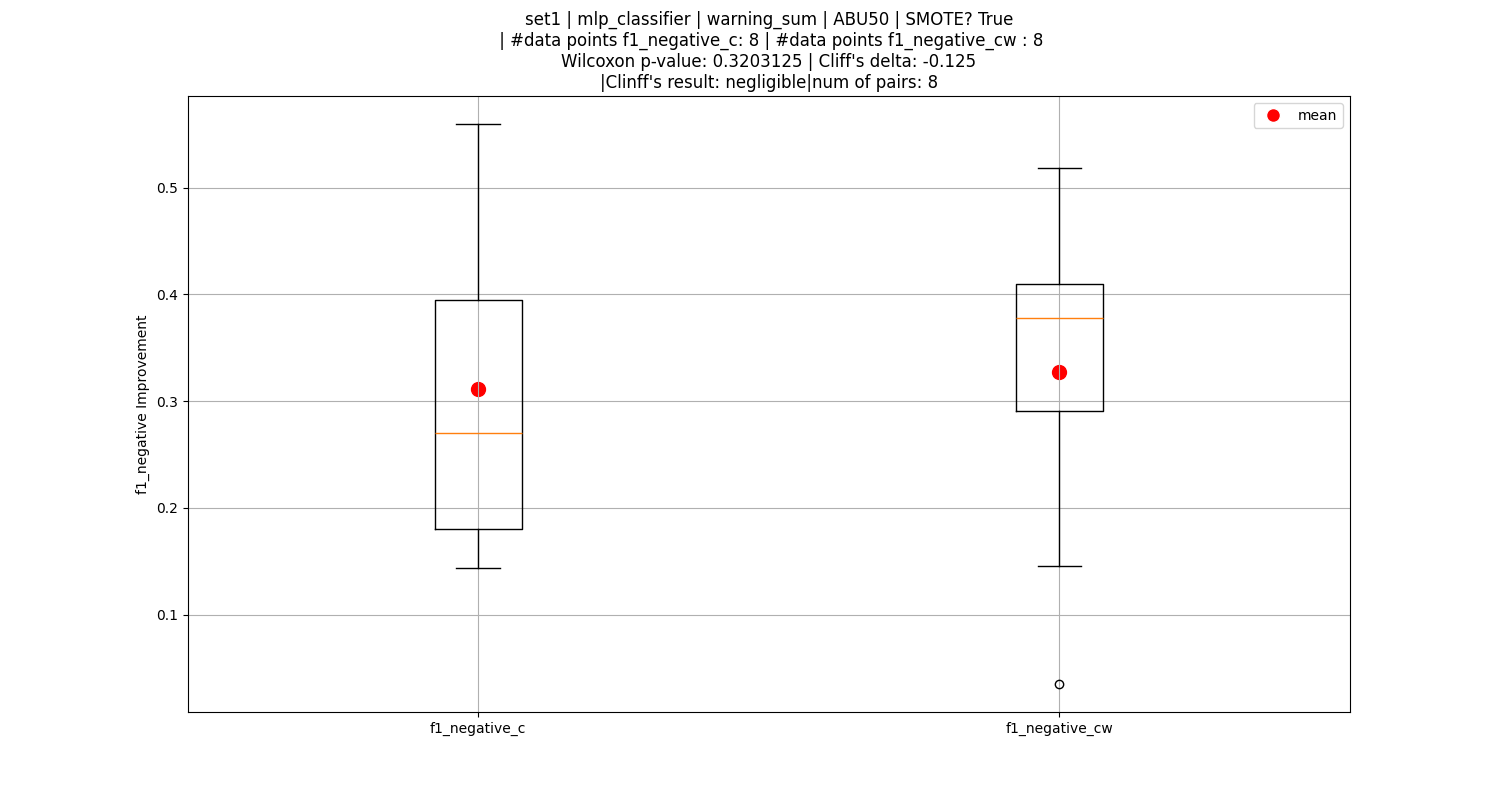 set1 | mlp_classifier | warning_sum | ABU50 | SMOTE? True
| #data points f1_negative_c: 8 | #data points f1_negative_cw : 8
Wilcoxon p-value: 0.3203125 | Cliff's delta: -0.125
|Clinff's result: negligible|num of pairs: 8
mean
0.5
0.4
0.3
0.2
0.1
f1_negative Improvement
f1_negative_c
f1_negative_cw